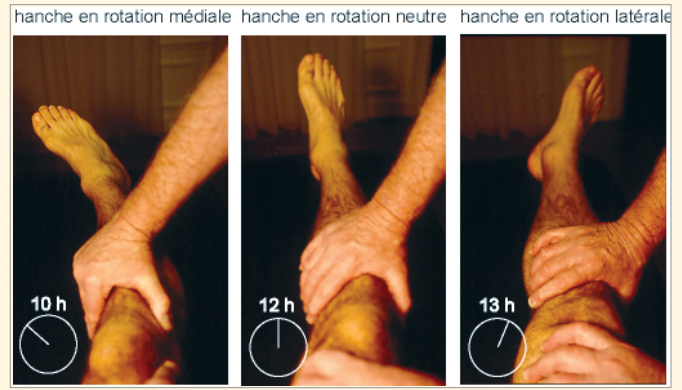 hanche en rotation médiale
hanche en rotation neutre
hanche en rotation latérale
10 h
12 h
13 h